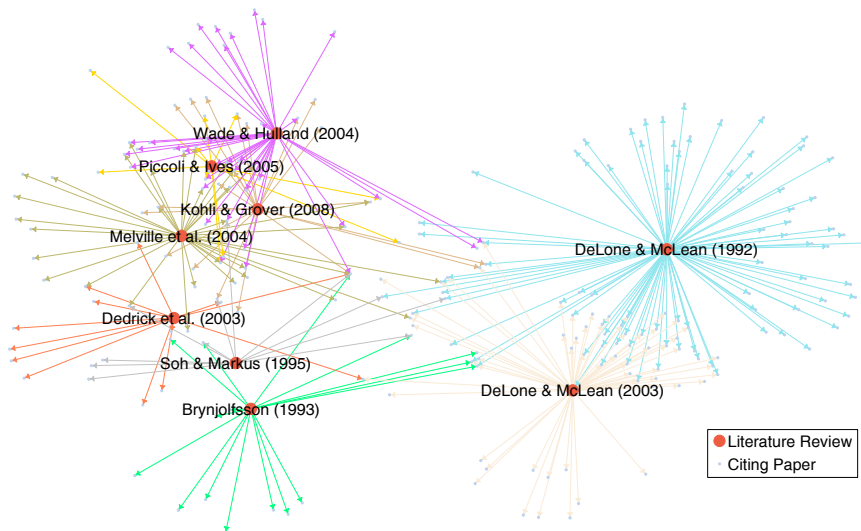 Wade & Hulland (2004)
Piccoli & Ives (2005)
Kohli & Grover (2008)
Melville et al. (2004)
DeLone & McLean (1992)
Dedrick et al. (2003)
Soh & Markus (1995)
DeLone & McLean (2003)
Brynjolfsson (1993)
Literature Review
Citing Paper